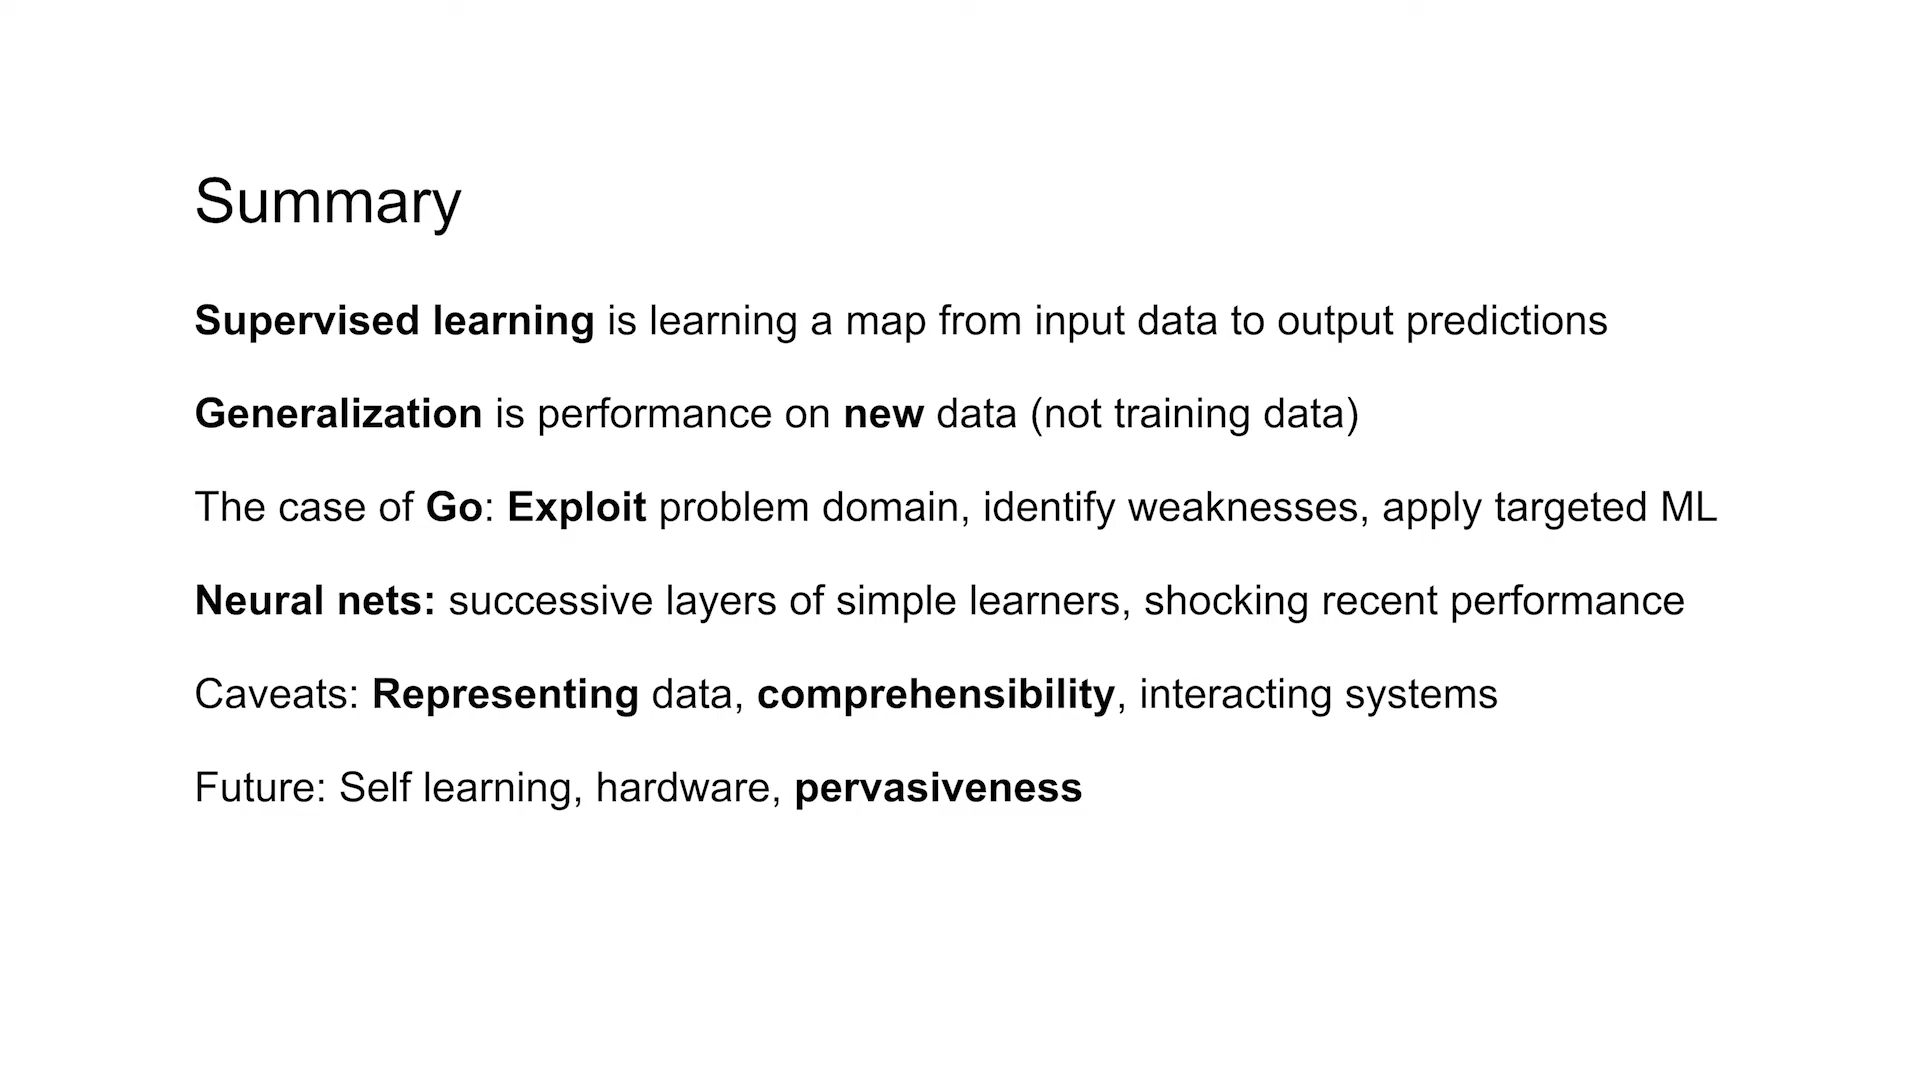 Summary
Supervised learning is learning a map from input data to output predictions
Generalization is performance on new data (not training data)
The case of Go: Exploit problem domain, identify weaknesses, apply targeted ML
Neural nets: successive layers of simple learners, shocking recent performance
Caveats: Representing data, comprehensibility, interacting systems
Future: Self learning, hardware, pervasiveness